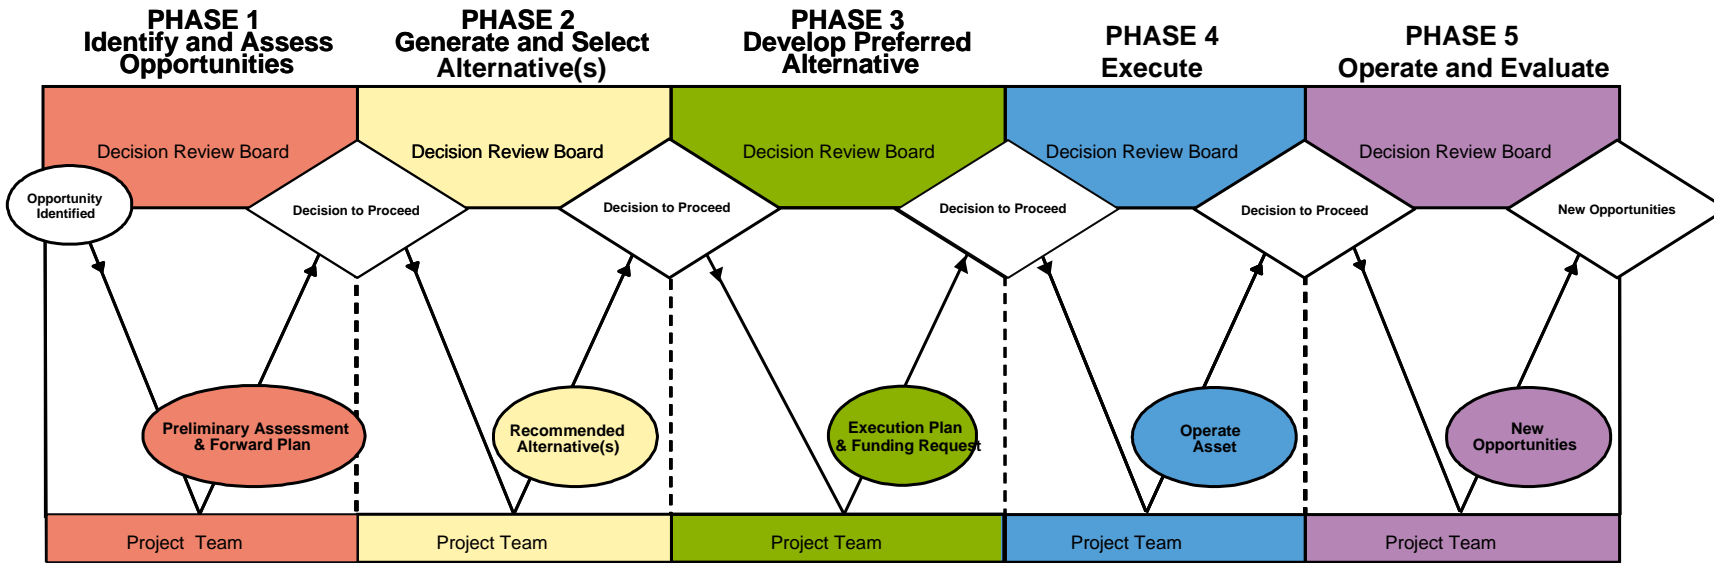 PHASE 1
Identify and Assess
Opportunities
PHASE 2
Generate and Select
Alternative(s)
PHASE 3
Develop Preferred
Alternative
PHASE 4
Execute
PHASE 5
Operate and Evaluate
Decision Review Board
Decision Review Board
Decision Review Board
Decision Review Board
Decision Review Board
Opportunity
Identified
Decision to Proceed
Decision to Proceed
Decision to Proceed
Decision to Proceed
New Opportunities
Preliminary Assessment
& Forward Plan
Recommended
Alternative(s)
Execution Plan
& Funding Request
Operate
Asset
New
Opportunities
Project Team
Project Team
Project Team
Project Team
Project Team